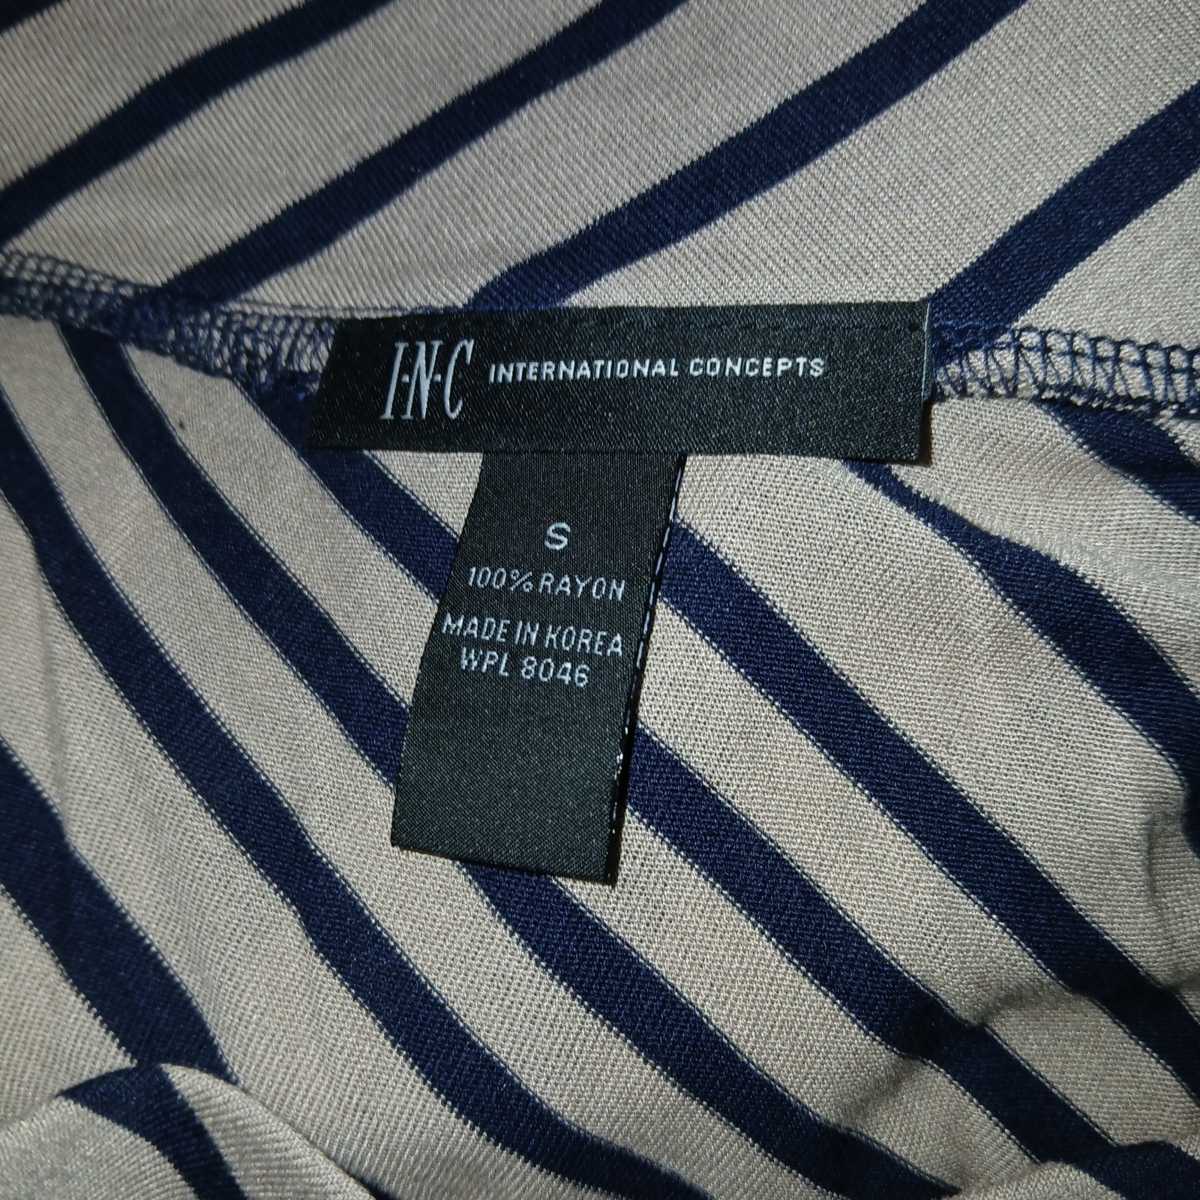 I·N·C INTERNATIONAL CONCEPTS
S
100% RAYON
MADE IN KOREA
WPL 8046